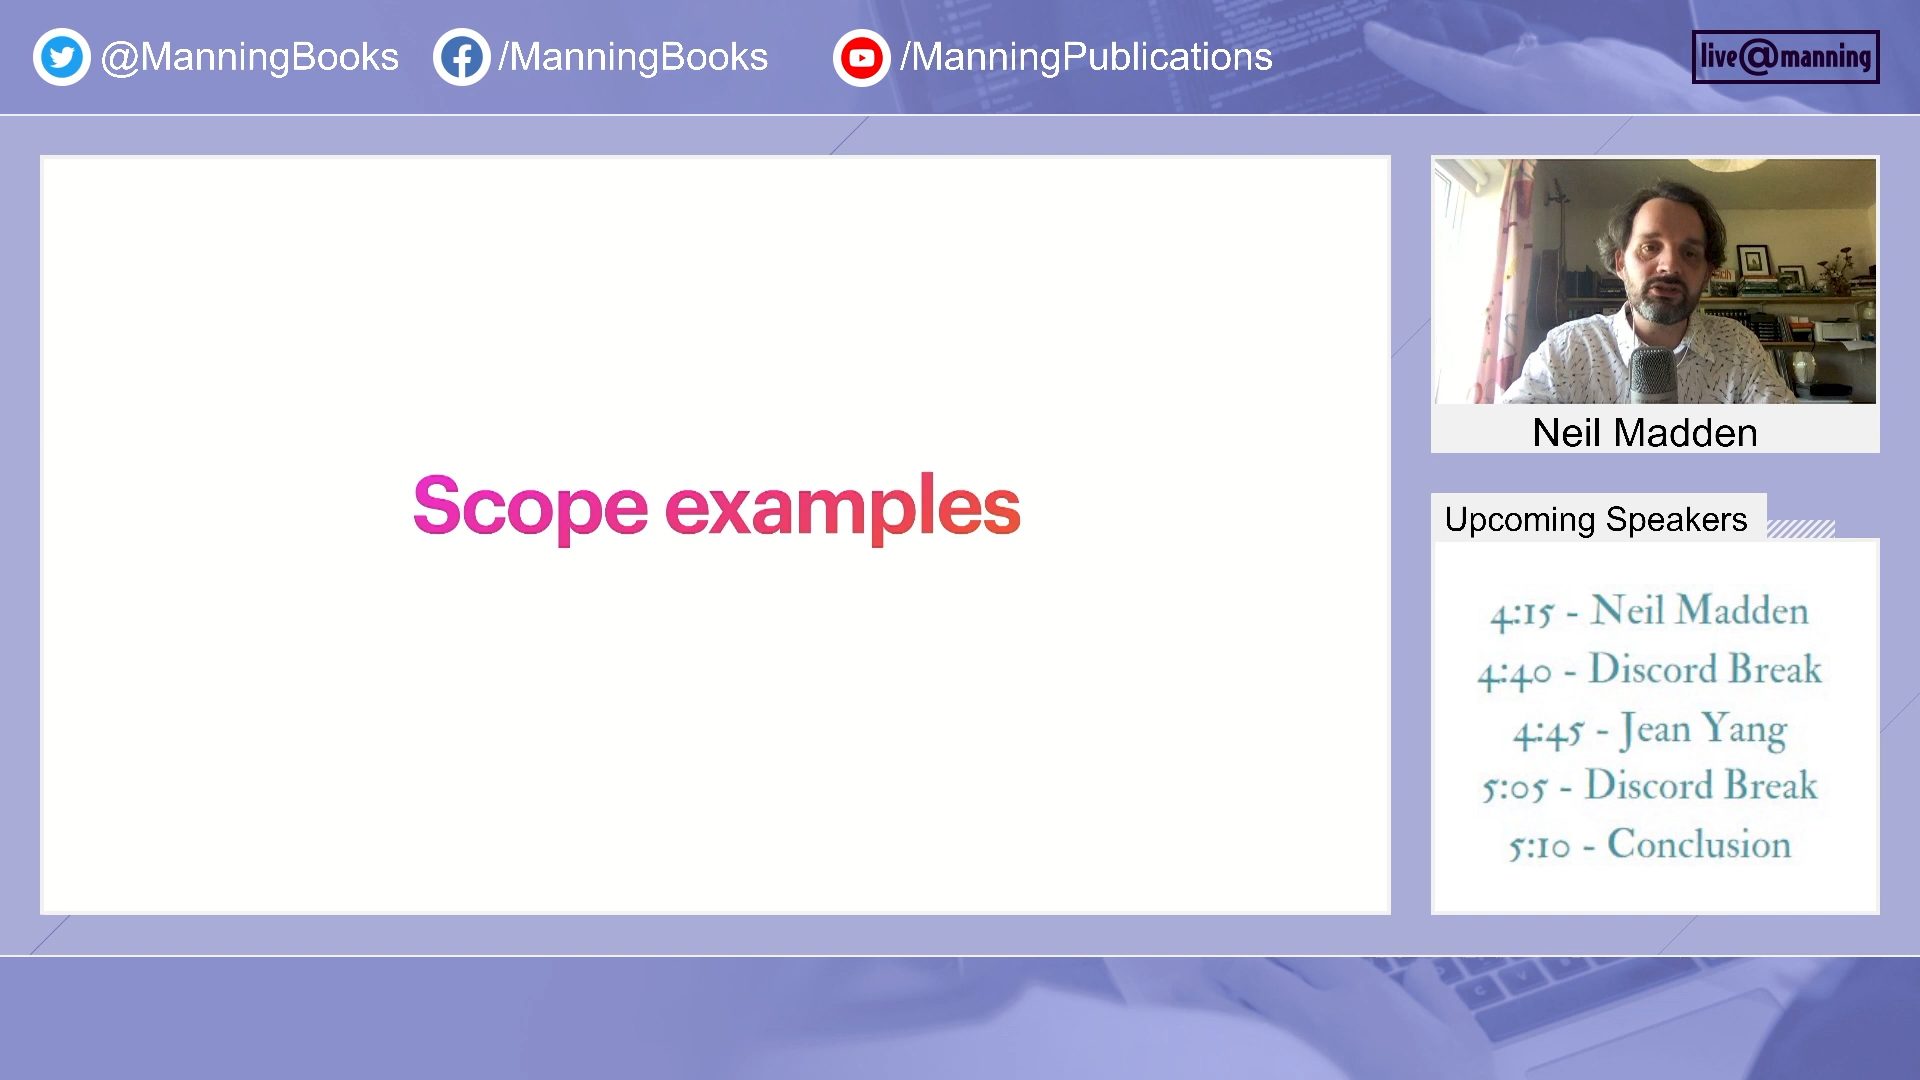 @ManningBooks
/ManningBooks
/ManningPublications
live@manning
Scope examples
Neil Madden
Upcoming Speakers
4:15 - Neil Madden
4:40 - Discord Break
4:45 - Jean Yang
5:05 - Discord Break
5:10 - Conclusion